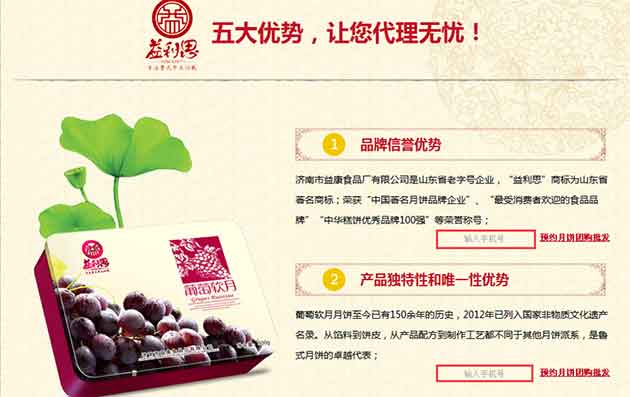 益利思
五大优势，让您代理无忧！
1 品牌信誉优势
济南市益康食品厂有限公司是山东省老字号企业，“益利思”商标为山东省
著名商标；荣获“中国著名月饼品牌企业”、“最受消费者欢迎的食品品
牌”“中华糕饼优秀品牌100强”等荣誉称号；
输入手机号 预约月饼团购批发
2 产品独特性和唯一性优势
葡萄软月月饼至今已有150余年的历史，2012年已列入国家非物质文化遗产
名录。从馅料到饼皮，从产品配方到制作工艺都不同于其他月饼派系，是鲁
式月饼的卓越代表；
输入手机号 预约月饼团购批发
益利思
葡萄软月